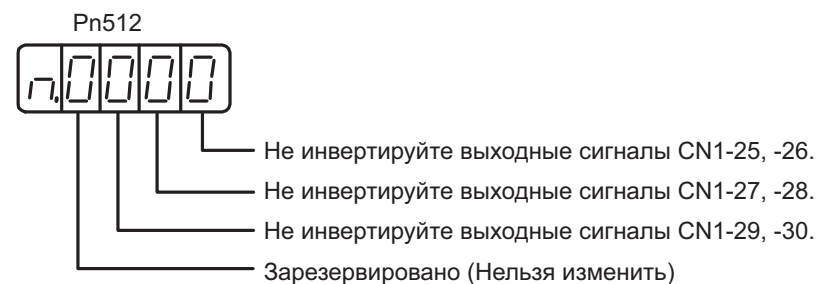 Pn512
n.0000
Не инвертируйте выходные сигналы CN1-25, -26.
Не инвертируйте выходные сигналы CN1-27, -28.
Не инвертируйте выходные сигналы CN1-29, -30.
Зарезервировано (Нельзя изменить)